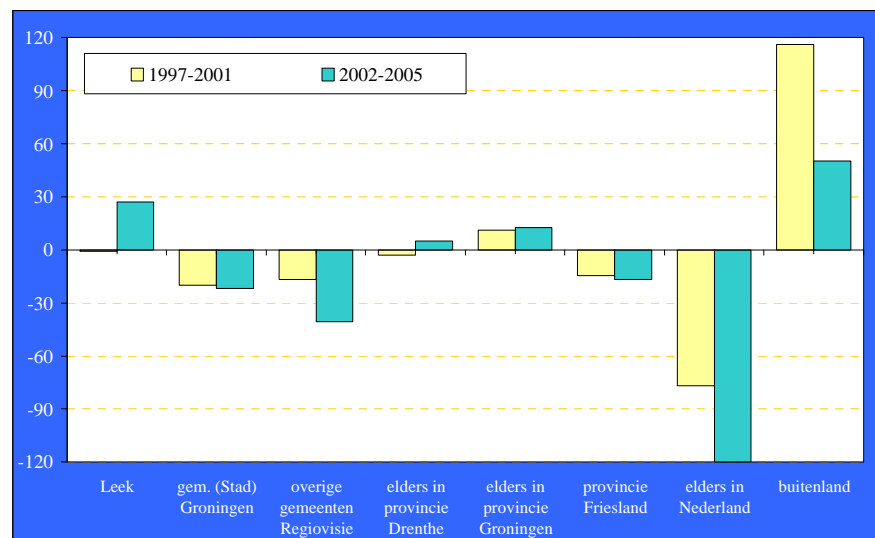 120
90
60
30
0
-30
-60
-90
-120
1997-2001
2002-2005
Leek
gem. (Stad)
Groningen
overige
gemeenten
Regiovisie
elders in
provincie
Drenthe
elders in
provincie
Groningen
provincie
Friesland
elders in
Nederland
buitenland